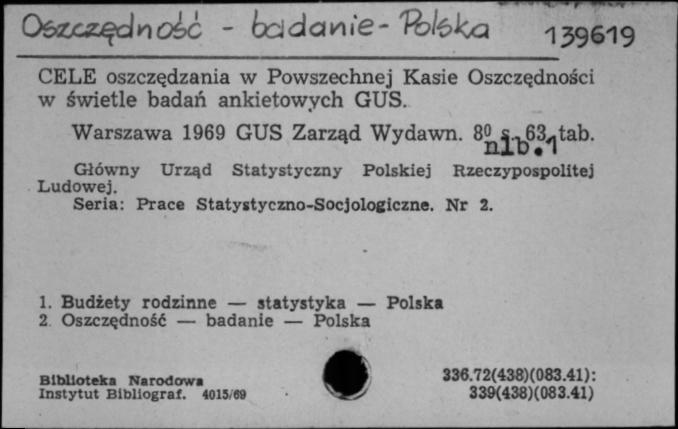 Oszczędność - badanie - Polska 139619
CELE oszczędzania w Powszechnej Kasie Oszczędności
w świetle badań ankietowych GUS.
Warszawa 1969 GUS Zarząd Wydawn. 8⁰ s. 63, tab.
nlb. 1
Główny Urząd Statystyczny Polskiej Rzeczypospolitej
Ludowej.
Seria: Prace Statystyczno-Socjologiczne. Nr 2.
1. Budżety rodzinne — statystyka — Polska
2. Oszczędność — badanie — Polska
Biblioteka Narodowa 336.72(438)(083.41):
Instytut Bibliograf. 4015/69 339(438)(083.41)